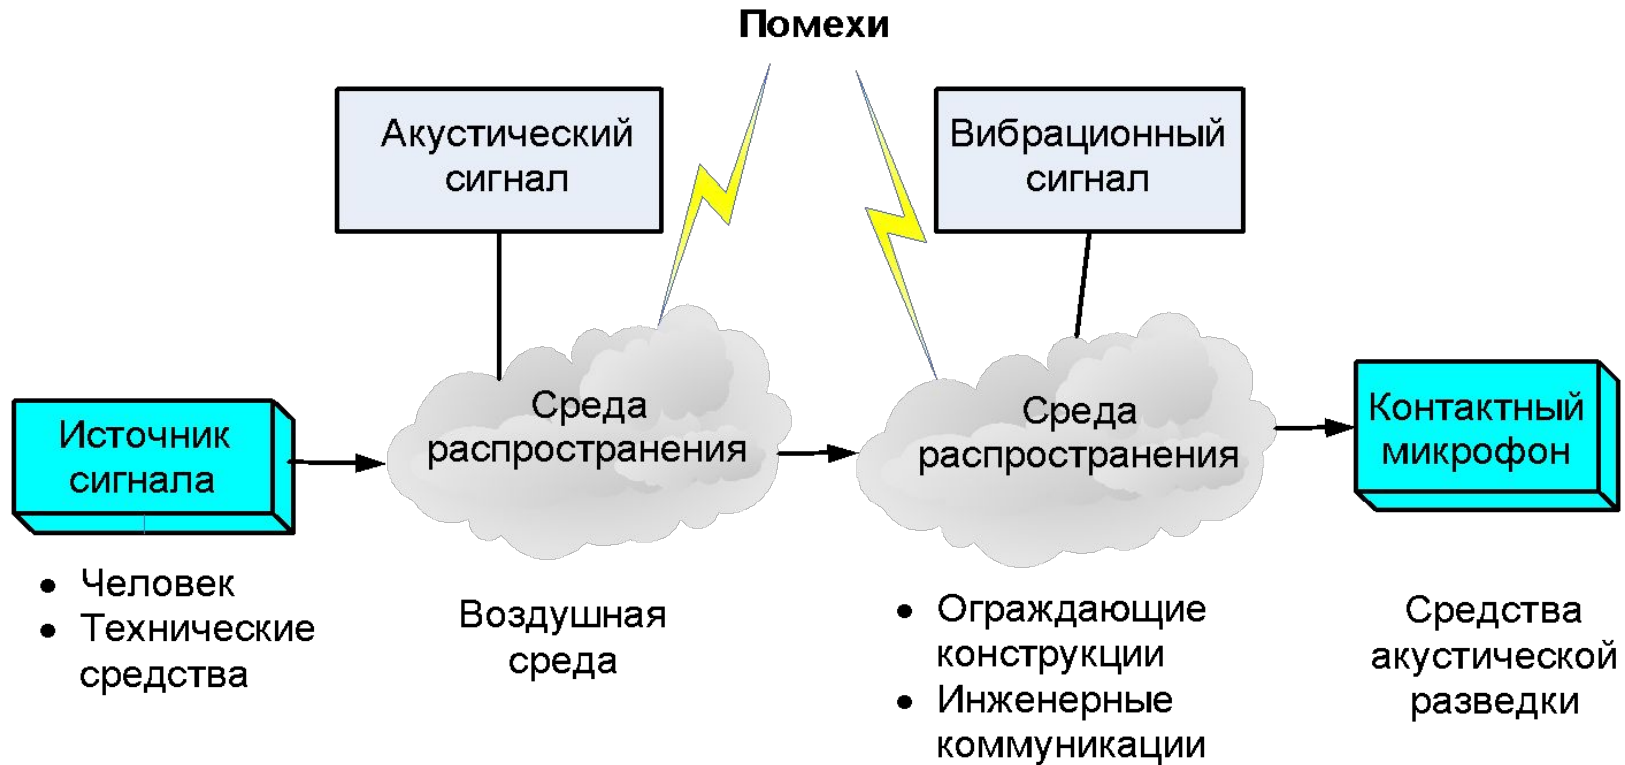 Помехи
Акустический
сигнал
Вибрационный
сигнал
Источник
сигнала
Среда
распространения
Среда
распространения
Контактный
микрофон
• Человек
• Технические
средства
Воздушная
среда
• Ограждающие
конструкции
• Инженерные
коммуникации
Средства
акустической
разведки